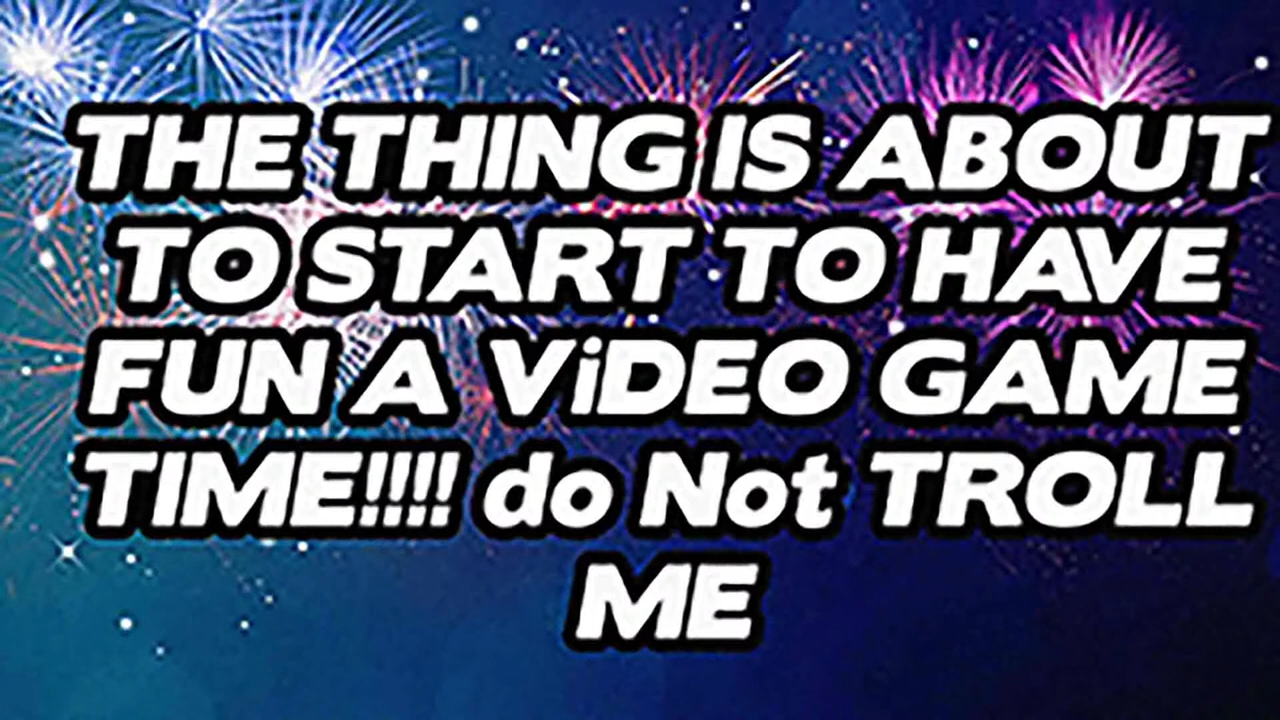 THE THING IS ABOUT
TO START TO HAVE
FUN A ViDEO GAME
TIME!!!! do Not TROLL
ME